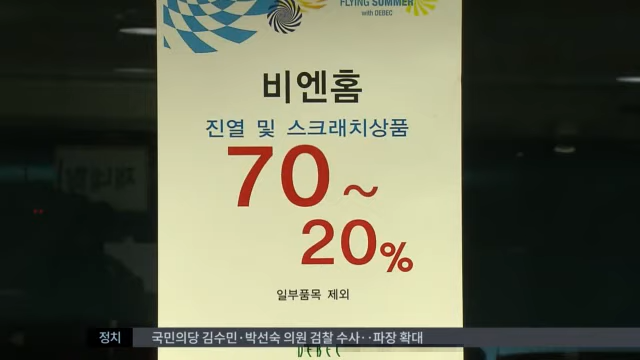 FLYING SUMMER
with DEBEC
비엔홈
진열 및 스크래치상품
70~
20%
일부품목 제외
정치 국민의당 김수민·박선숙 의원 검찰 수사‥파장 확대
DEBEC